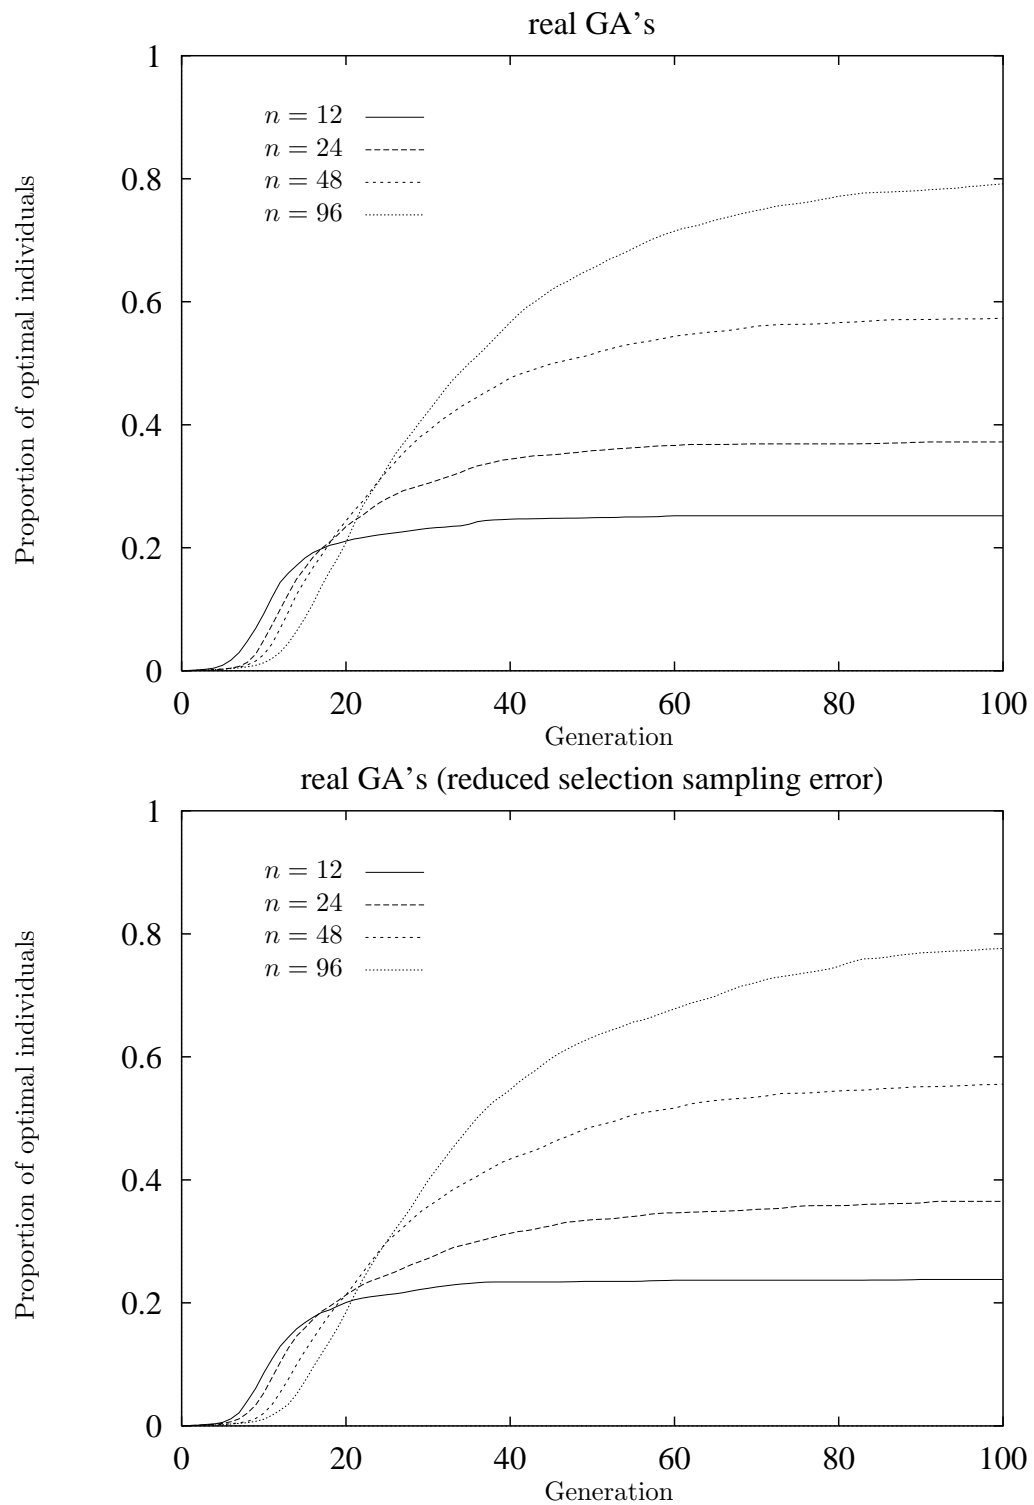 real GA's
1
0.8
0.6
0.4
0.2
0
Proportion of optimal individuals
n = 12
n = 24
n = 48
n = 96
0 20 40 60 80 100
Generation
real GA's (reduced selection sampling error)
1
0.8
0.6
0.4
0.2
0
Proportion of optimal individuals
n = 12
n = 24
n = 48
n = 96
0 20 40 60 80 100
Generation